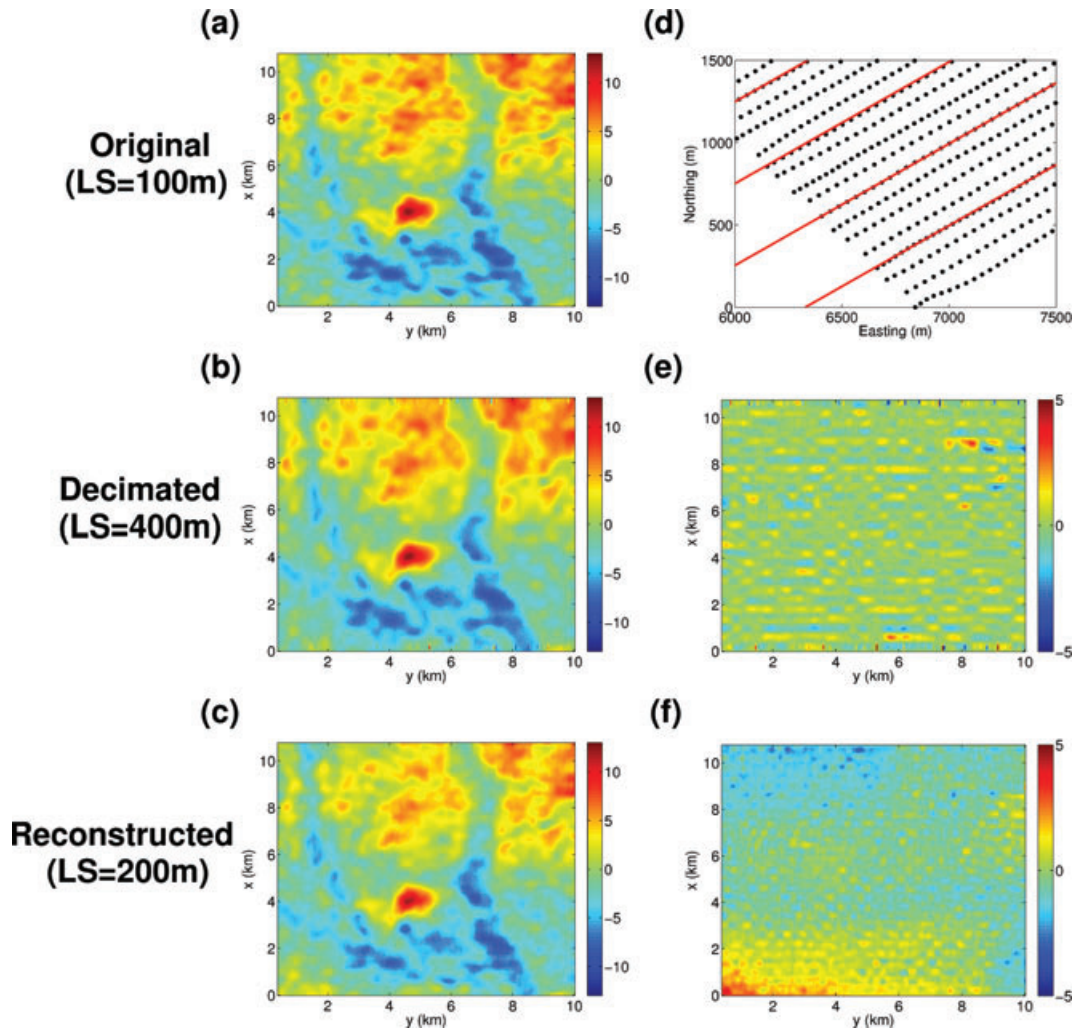 (a)
Original
(LS=100m)
x (km)
10
8
6
4
2
0
2 4 6 8 10
y (km)
10
5
0
−5
−10
(d)
Northing (m)
1500
1000
500
0
6000 6500 7000 7500
Easting (m)
(b)
Decimated
(LS=400m)
x (km)
10
8
6
4
2
0
2 4 6 8 10
y (km)
10
5
0
−5
−10
(e)
x (km)
10
8
6
4
2
0
2 4 6 8 10
y (km)
5
0
−5
(c)
Reconstructed
(LS=200m)
x (km)
10
8
6
4
2
0
2 4 6 8 10
y (km)
10
5
0
−5
−10
(f)
x (km)
10
8
6
4
2
0
2 4 6 8 10
y (km)
5
0
−5